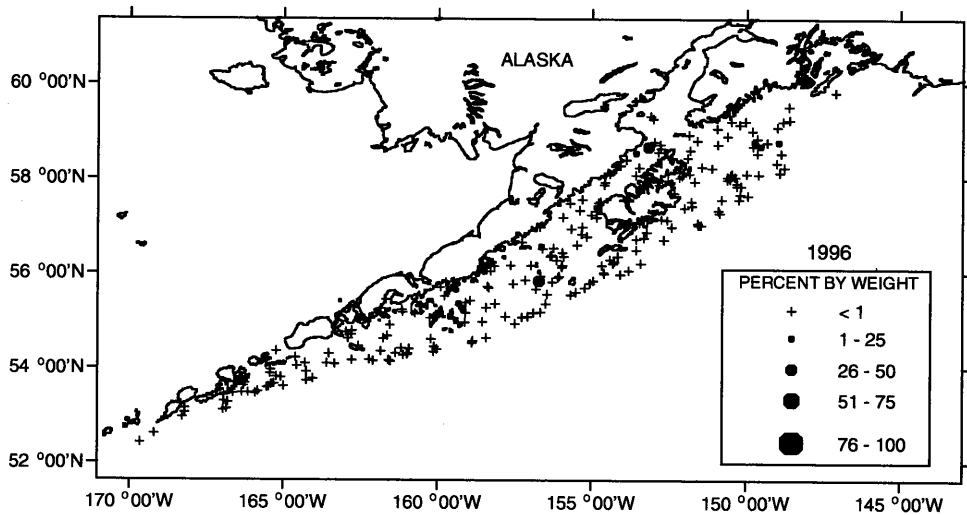 ALASKA
60 °00'N
58 °00'N
56 °00'N
54 °00'N
52 °00'N
1996
PERCENT BY WEIGHT
< 1
1 - 25
26 - 50
51 - 75
76 - 100
170 °00'W 165 °00'W 160 °00'W 155 °00'W 150 °00'W 145 °00'W